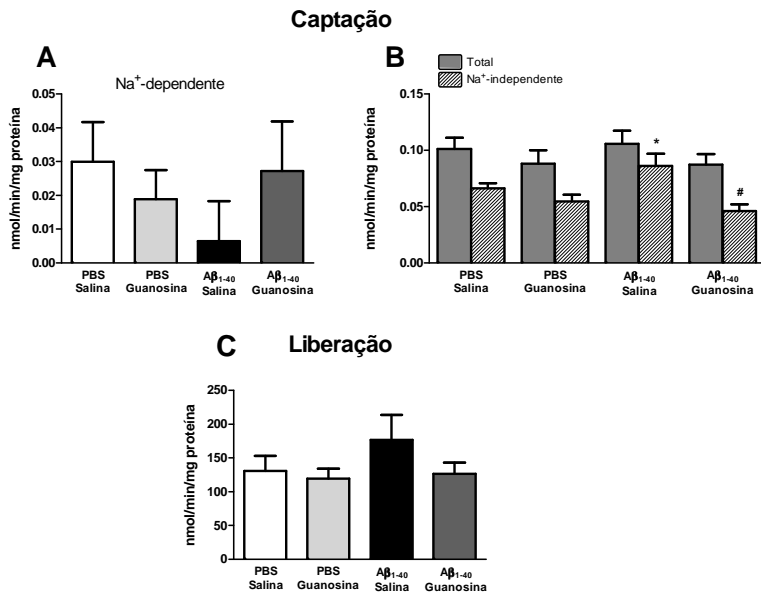 Captação
A
Na⁺-dependente
nmol/min/mg proteína
0.05
0.04
0.03
0.02
0.01
0.00
PBS
Salina
PBS
Guanosina
Aβ₁₋₄₀
Salina
Aβ₁₋₄₀
Guanosina
B
Total
Na⁺-independente
nmol/min/mg proteína
0.15
0.10
0.05
0.00
*
#
PBS
Salina
PBS
Guanosina
Aβ₁₋₄₀
Salina
Aβ₁₋₄₀
Guanosina
C
Liberação
nmol/min/mg proteína
250
200
150
100
50
0
PBS
Salina
PBS
Guanosina
Aβ₁₋₄₀
Salina
Aβ₁₋₄₀
Guanosina